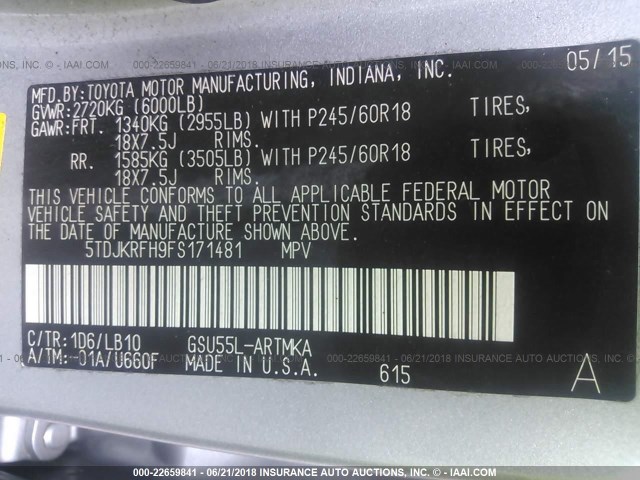 000-22659841 - 06/21/2018 INSURANCE AUTO AUCTIONS - © IAAI.COM
MFD.BY:TOYOTA MOTOR MANUFACTURING, INDIANA, INC. 05/15
GVWR:2720KG (6000LB)
GAWR:FRT. 1340KG (2955LB) WITH P245/60R18 TIRES,
18X7.5J RIMS.
RR. 1585KG (3505LB) WITH P245/60R18 TIRES,
18X7.5J RIMS.
THIS VEHICLE CONFORMS TO ALL APPLICABLE FEDERAL MOTOR
VEHICLE SAFETY AND THEFT PREVENTION STANDARDS IN EFFECT ON
THE DATE OF MANUFACTURE SHOWN ABOVE.
5TDJKRFH9FS171481 MPV
C/TR:1D6/LB10 GSU55L-ARTMKA
A/TM:-01A/U660F MADE IN U.S.A. 615 A
000-22659841 - 06/21/2018 INSURANCE AUTO AUCTIONS - © IAAI.COM